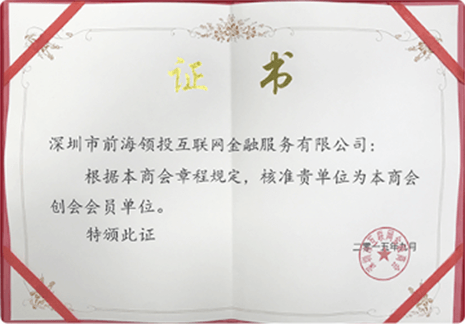 证 书
深圳市前海领投互联网金融服务有限公司：
根据本商会章程规定，核准贵单位为本商会
创会会员单位。
特颁此证
二零一五年九月